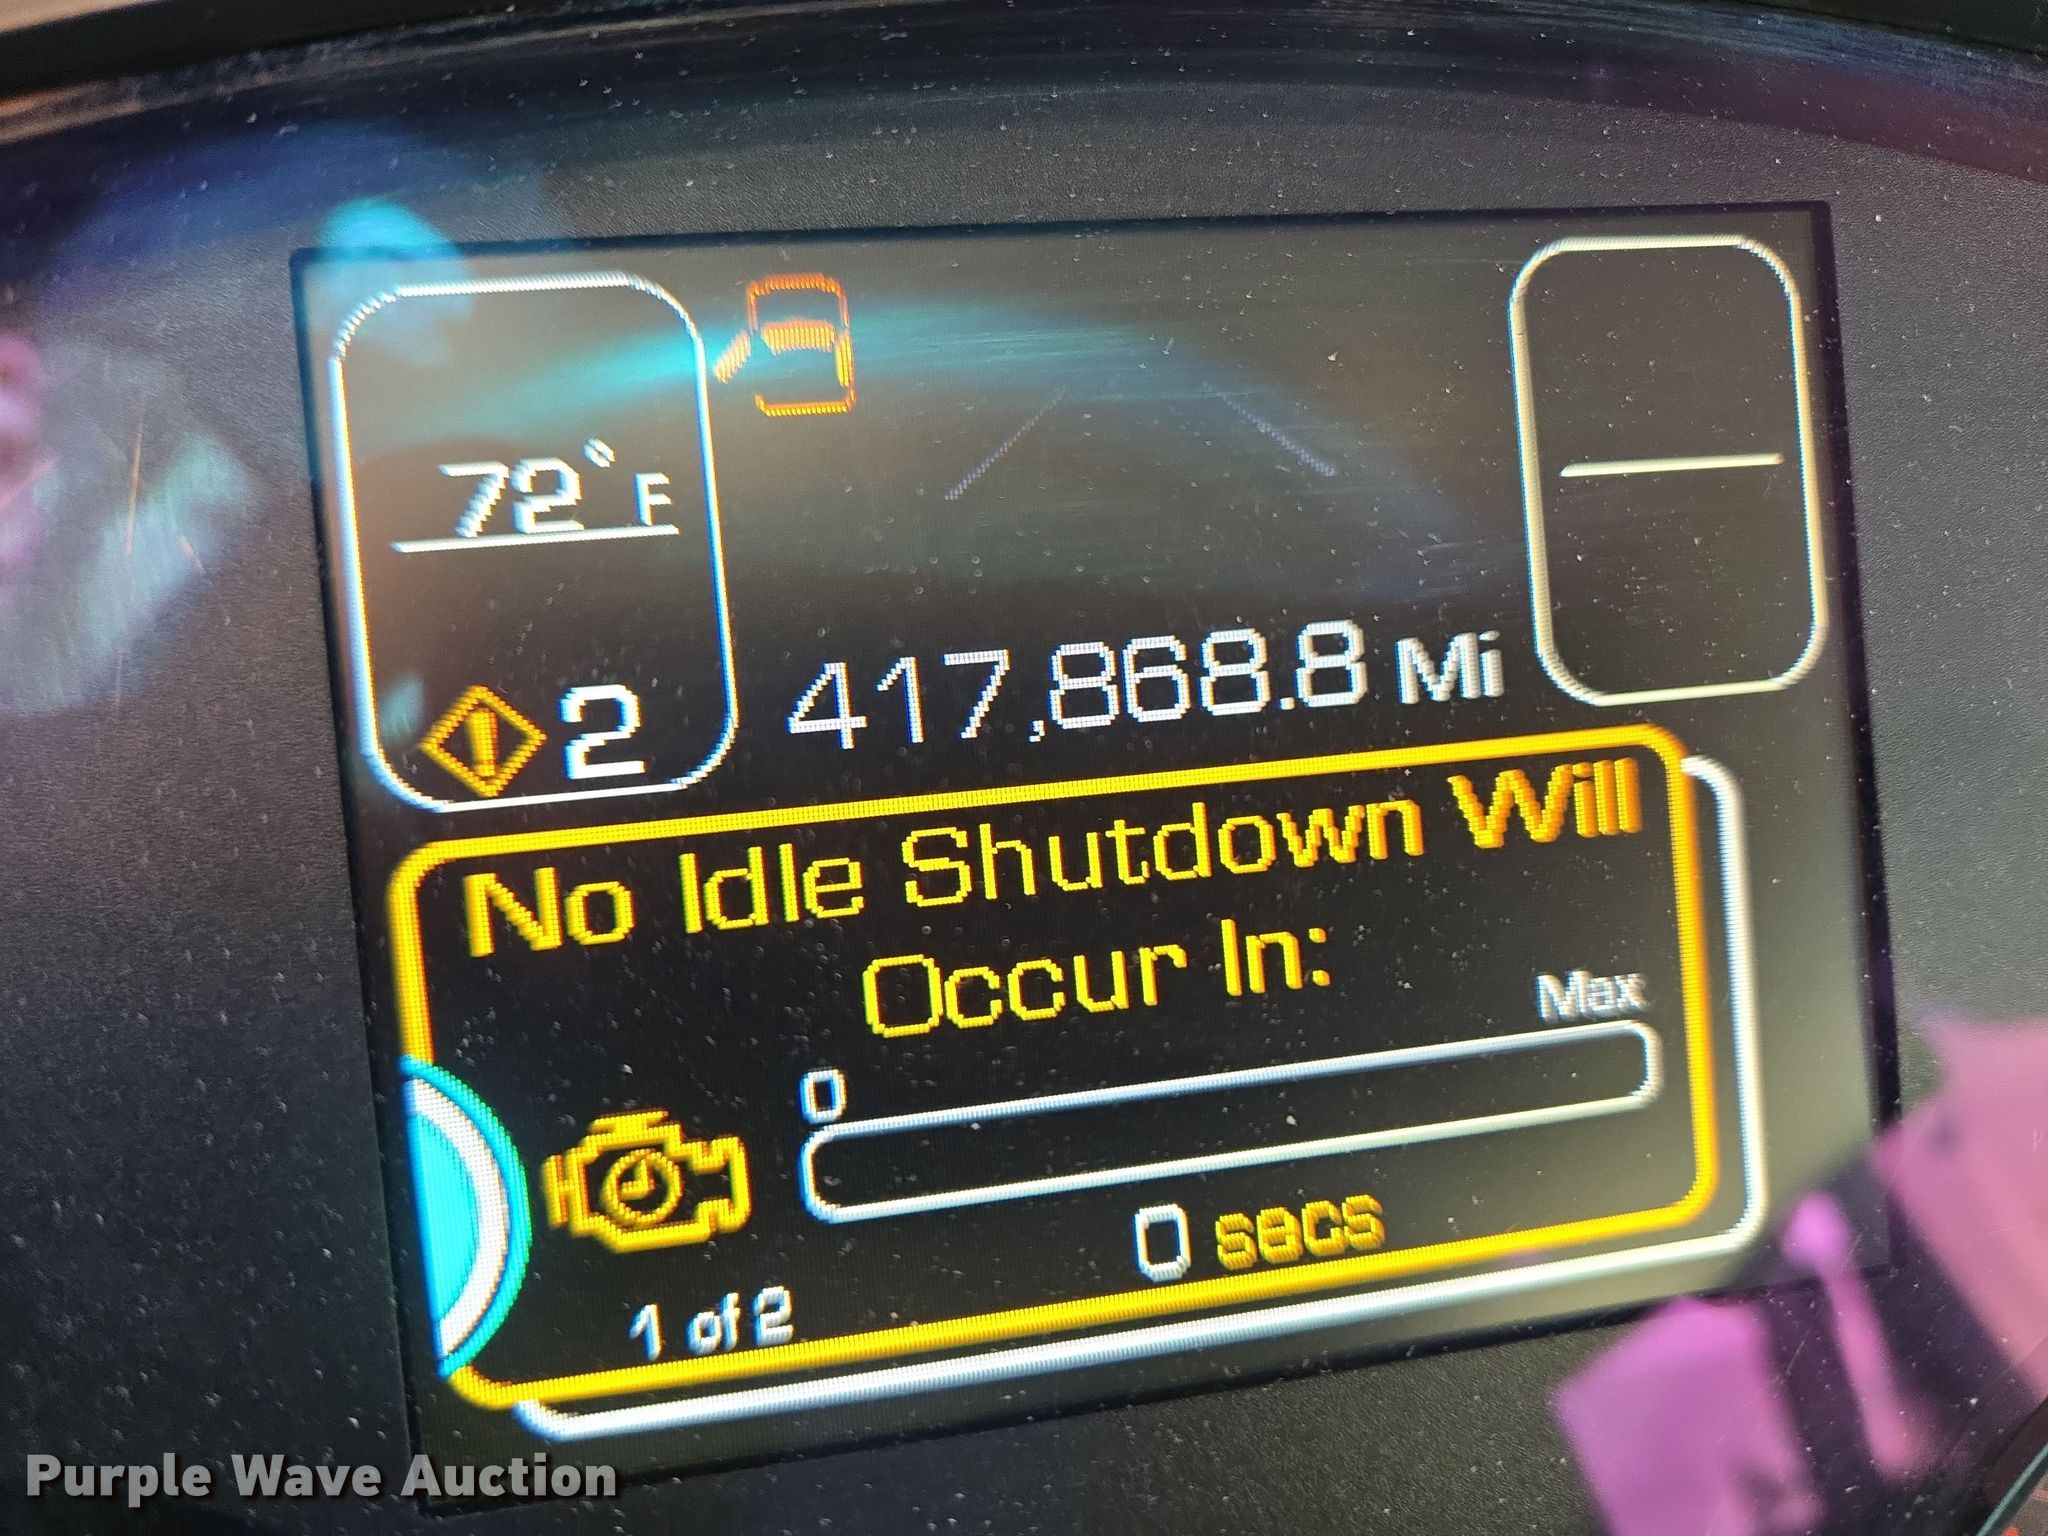 72°F
! 2
417,868.8 Mi
No Idle Shutdown Will
Occur In:
Max
0
0 secs
1 of 2
Purple Wave Auction